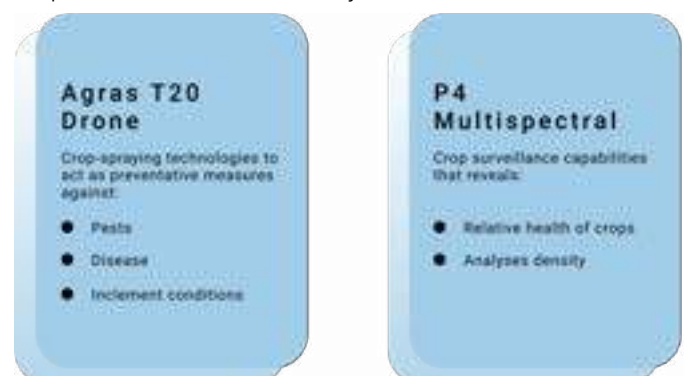 Agras T20
Drone
Crop-spraying technologies to
act as preventative measures
against:
Pests
Disease
Inclement conditions
P4
Multispectral
Crop surveillance capabilities
that reveals:
Relative health of crops
Analyses density